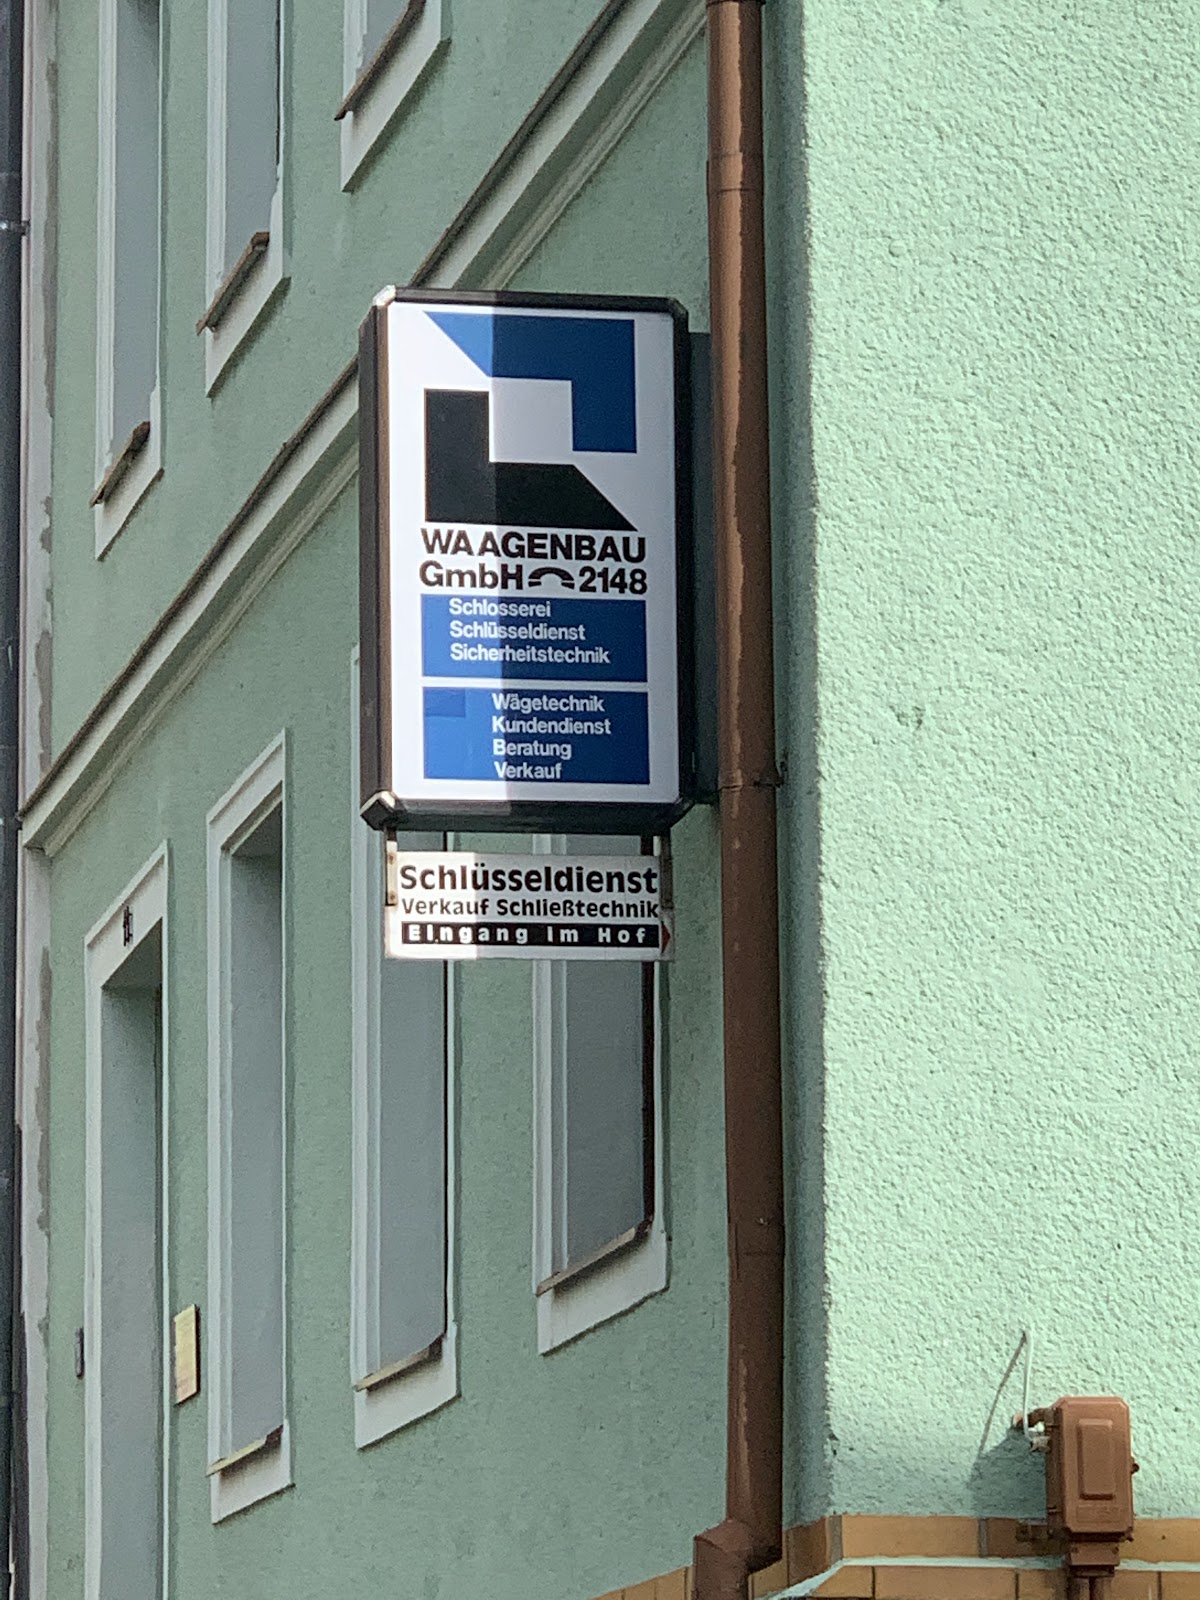 WAAGENBAU
GmbH 2148
Schlosserei
Schlüsseldienst
Sicherheitstechnik
Wägetechnik
Kundendienst
Beratung
Verkauf
Schlüsseldienst
Verkauf Schließtechnik
Eingang im Hof